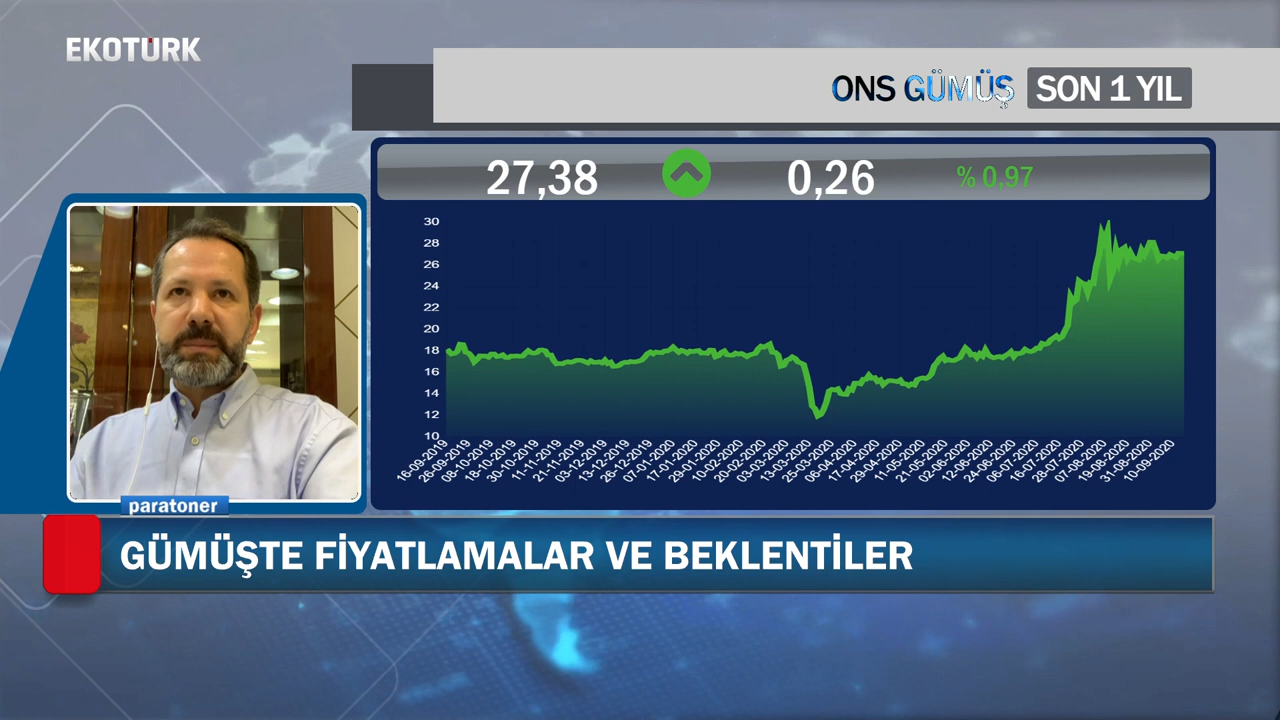 EKOTÜRK
ONS GÜMÜŞ SON 1 YIL
27,38 0,26 % 0,97
30
28
26
24
22
20
18
16
14
12
10
16-09-2019 26-09-2019 08-10-2019 18-10-2019 30-10-2019 11-11-2019 21-11-2019 03-12-2019 13-12-2019 26-12-2019 07-01-2020 17-01-2020 29-01-2020 10-02-2020 20-02-2020 03-03-2020 13-03-2020 25-03-2020 06-04-2020 17-04-2020 29-04-2020 11-05-2020 21-05-2020 02-06-2020 12-06-2020 24-06-2020 06-07-2020 16-07-2020 28-07-2020 07-08-2020 19-08-2020 31-08-2020 10-09-2020
paratoner
GÜMÜŞTE FİYATLAMALAR VE BEKLENTİLER